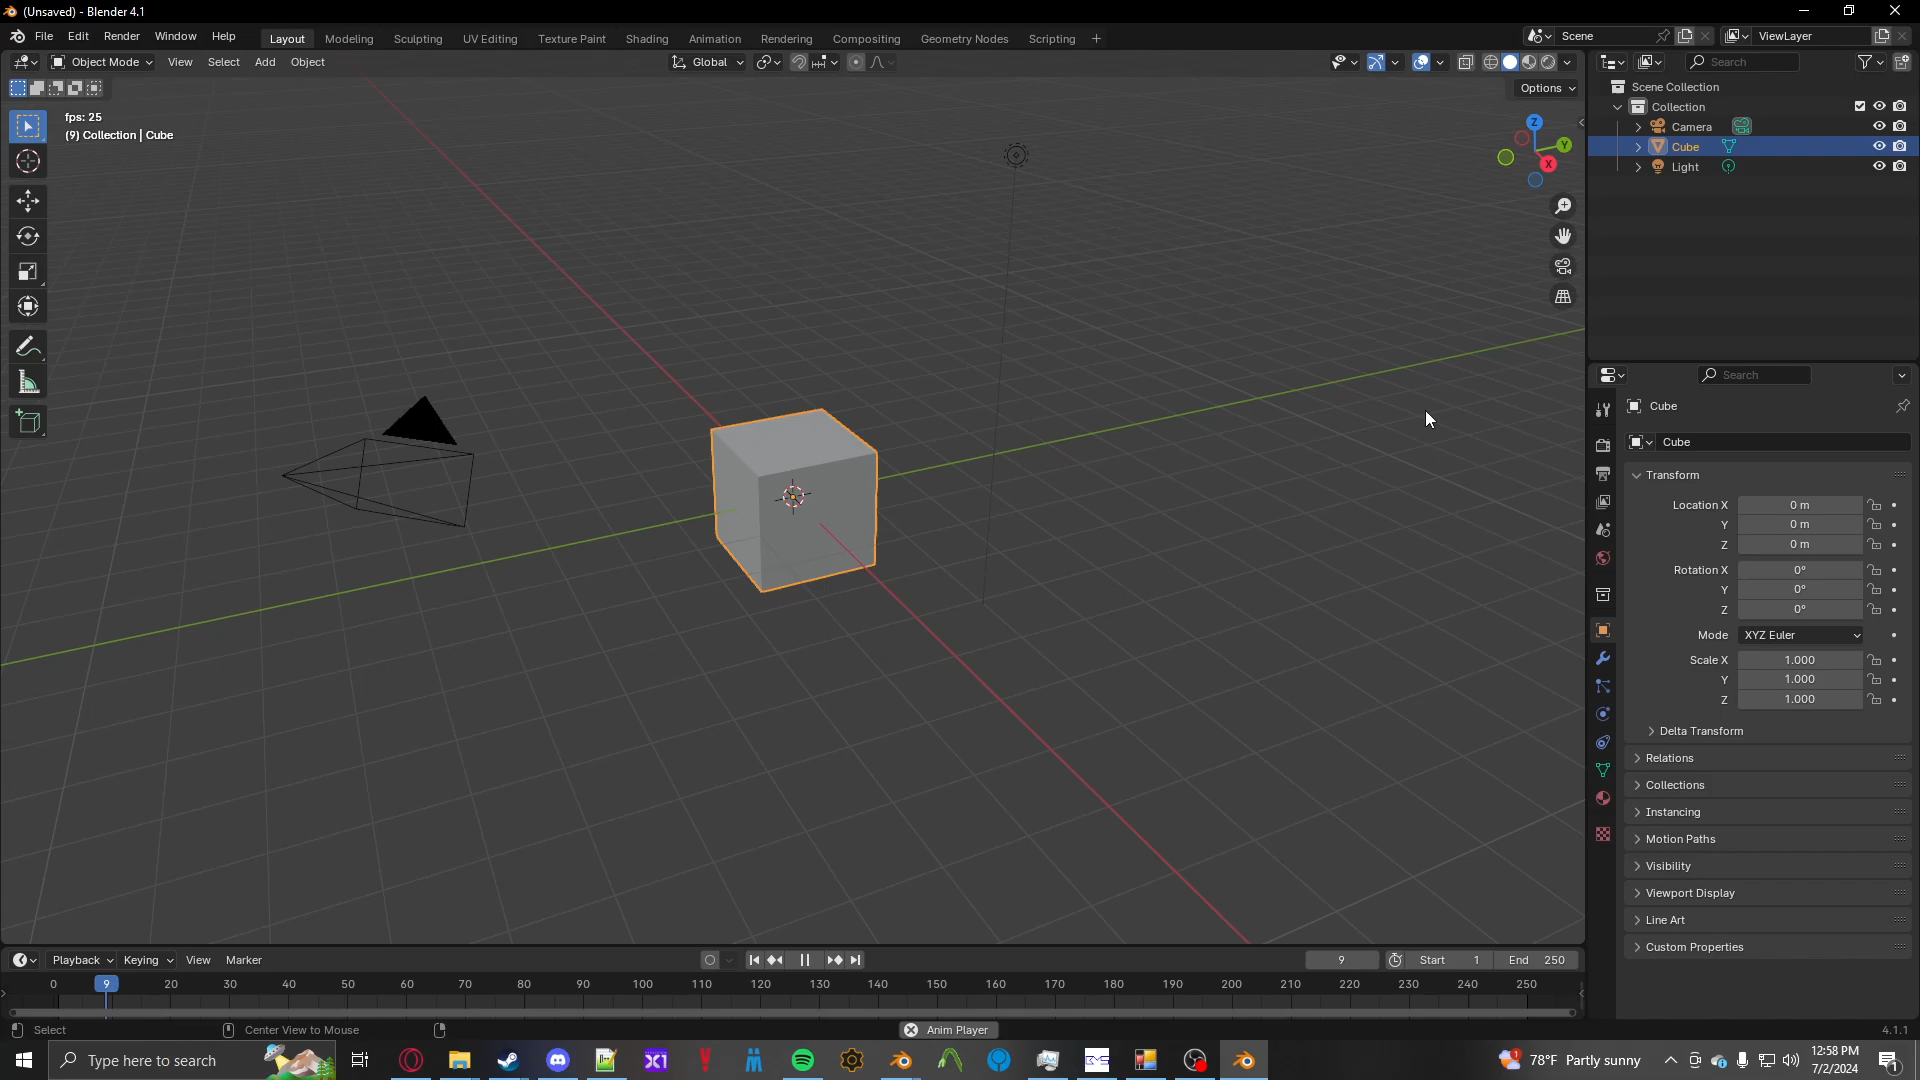 (Unsaved) - Blender 4.1
File Edit Render Window Help Layout Modeling Sculpting UV Editing Texture Paint Shading Animation Rendering Compositing Geometry Nodes Scripting +
Scene
ViewLayer
Object Mode View Select Add Object
Global
Options
fps: 25
(9) Collection | Cube
Z
Y
X
Search
Scene Collection
Collection
Camera
Cube
Light
Search
Cube
Cube
Transform
Location X 0 m
Y 0 m
Z 0 m
Rotation X 0°
Y 0°
Z 0°
Mode XYZ Euler
Scale X 1.000
Y 1.000
Z 1.000
Delta Transform
Relations
Collections
Instancing
Motion Paths
Visibility
Viewport Display
Line Art
Custom Properties
Playback Keying View Marker
9 Start 1 End 250
0 9 20 30 40 50 60 70 80 90 100 110 120 130 140 150 160 170 180 190 200 210 220 230 240 250
Select Center View to Mouse Anim Player 4.1.1
Type here to search
X1
78°F Partly sunny
12:58 PM
7/2/2024
1